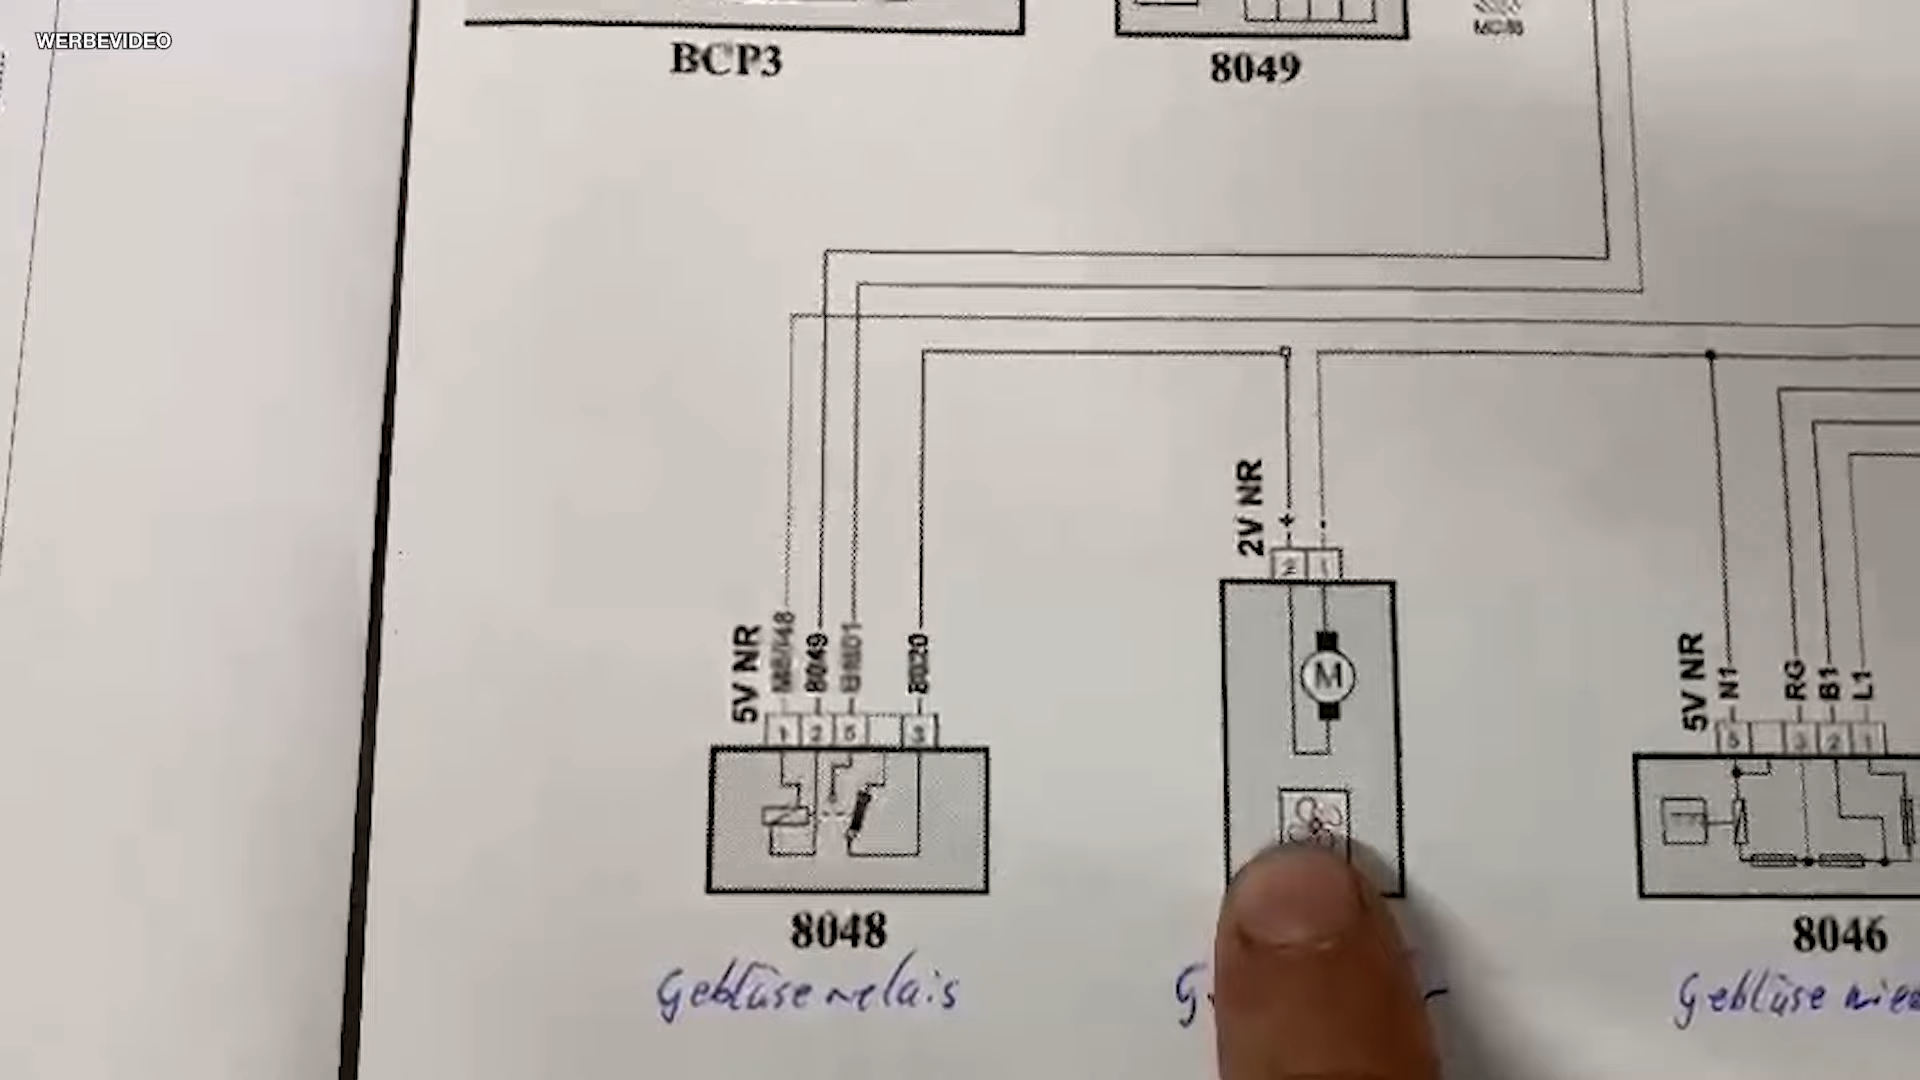 WERBEVIDEO
BCP3
8049
2V NR
+
-
2 1
M
5V NR
8049
8020
1 2 5 3
5V NR
N1
RG
B1
L1
5 3 2 1
8048
8046
Gebläserelais
G
Gebläse